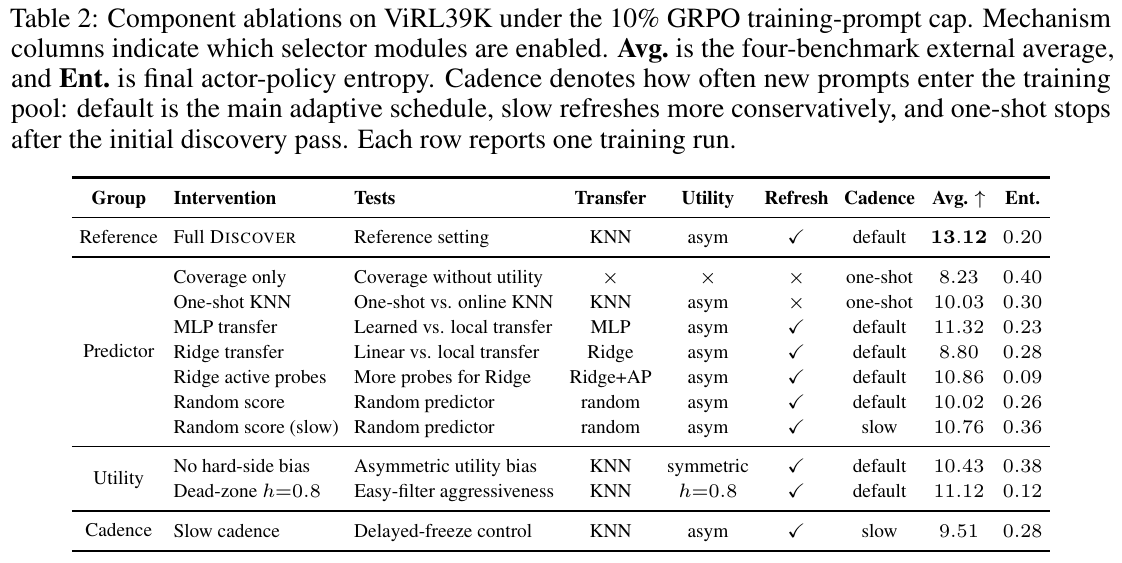 Table 2: Component ablations on ViRL39K under the 10% GRPO training-prompt cap. Mechanism
columns indicate which selector modules are enabled. Avg. is the four-benchmark external average,
and Ent. is final actor-policy entropy. Cadence denotes how often new prompts enter the training
pool: default is the main adaptive schedule, slow refreshes more conservatively, and one-shot stops
after the initial discovery pass. Each row reports one training run.
Group Intervention Tests Transfer Utility Refresh Cadence Avg. ↑ Ent.
Reference Full DISCOVER Reference setting KNN asym ✓ default 13.12 0.20
Coverage only Coverage without utility × × × one-shot 8.23 0.40
One-shot KNN One-shot vs. online KNN KNN asym × one-shot 10.03 0.30
MLP transfer Learned vs. local transfer MLP asym ✓ default 11.32 0.23
Predictor Ridge transfer Linear vs. local transfer Ridge asym ✓ default 8.80 0.28
Ridge active probes More probes for Ridge Ridge+AP asym ✓ default 10.86 0.09
Random score Random predictor random asym ✓ default 10.02 0.26
Random score (slow) Random predictor random asym ✓ slow 10.76 0.36
Utility No hard-side bias Asymmetric utility bias KNN symmetric ✓ default 10.43 0.38
Dead-zone h=0.8 Easy-filter aggressiveness KNN h=0.8 ✓ default 11.12 0.12
Cadence Slow cadence Delayed-freeze control KNN asym ✓ slow 9.51 0.28